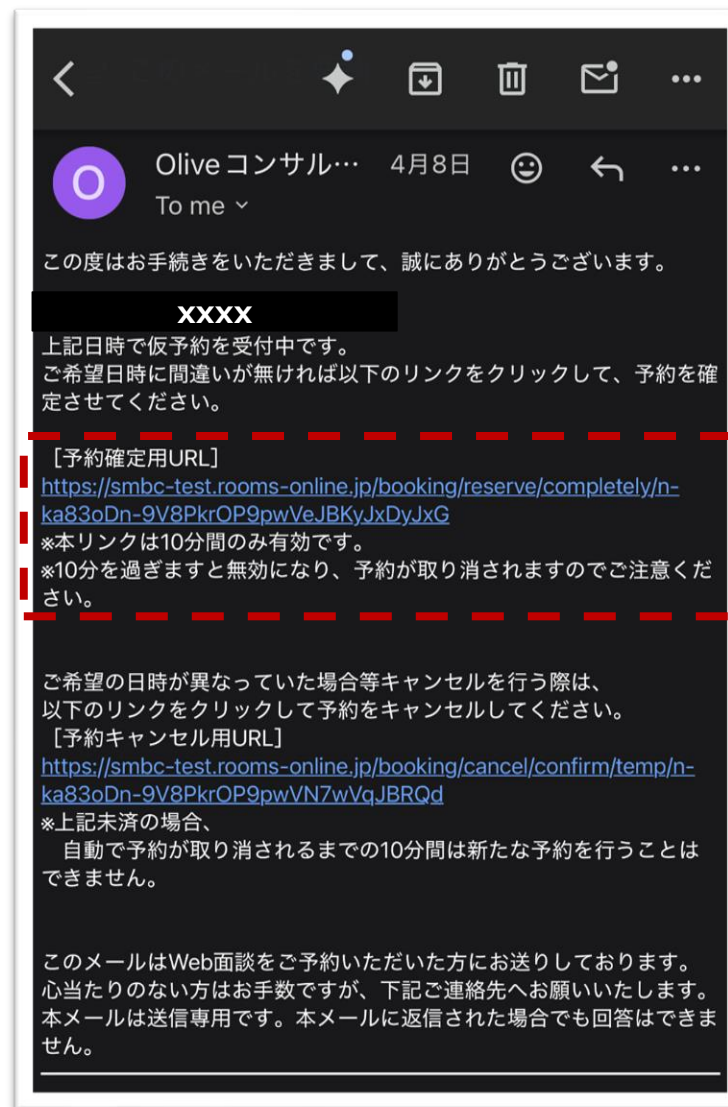 O
Olive コンサル… 4月8日
To me
この度はお手続きをいただきまして、誠にありがとうございます。
xxxx
上記日時で仮予約を受付中です。
ご希望日時に間違いが無ければ以下のリンクをクリックして、予約を確
定させてください。
［予約確定用URL］
https://smbc-test.rooms-online.jp/booking/reserve/completely/n-
ka83oDn-9V8PkrOP9pwVeJBKyJxDyJxG
※本リンクは10分間のみ有効です。
※10分を過ぎますと無効になり、予約が取り消されますのでご注意くだ
さい。
ご希望の日時が異なっていた場合等キャンセルを行う際は、
以下のリンクをクリックして予約をキャンセルしてください。
［予約キャンセル用URL］
https://smbc-test.rooms-online.jp/booking/cancel/confirm/temp/n-
ka83oDn-9V8PkrOP9pwVN7wVqJBRQd
※上記未済の場合、
　自動で予約が取り消されるまでの10分間は新たな予約を行うことは
できません。
このメールはWeb面談をご予約いただいた方にお送りしております。
心当たりのない方はお手数ですが、下記ご連絡先へお願いいたします。
本メールは送信専用です。本メールに返信された場合でも回答はできま
せん。